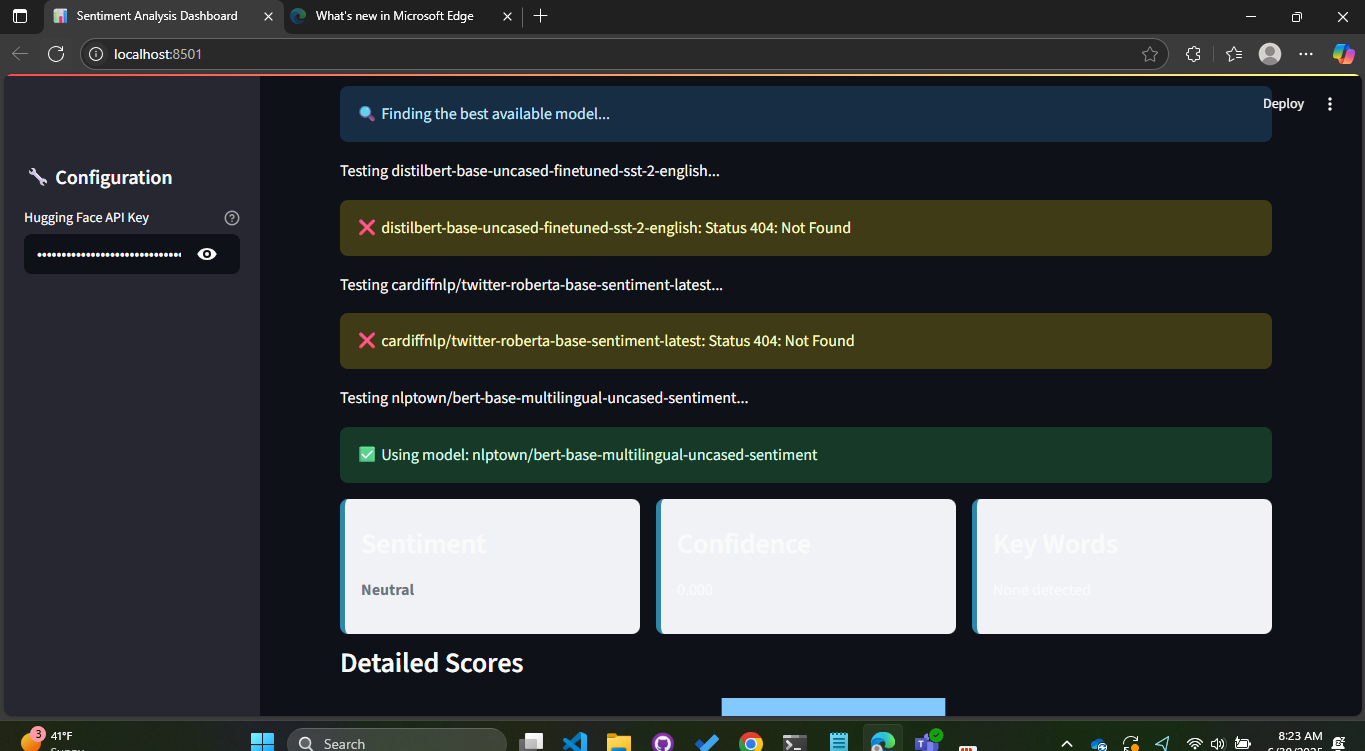 Sentiment Analysis Dashboard
What's new in Microsoft Edge
localhost:8501
Deploy
🔍 Finding the best available model...
Testing distilbert-base-uncased-finetuned-sst-2-english...
❌ distilbert-base-uncased-finetuned-sst-2-english: Status 404: Not Found
Testing cardiffnlp/twitter-roberta-base-sentiment-latest...
❌ cardiffnlp/twitter-roberta-base-sentiment-latest: Status 404: Not Found
Testing nlptown/bert-base-multilingual-uncased-sentiment...
✅ Using model: nlptown/bert-base-multilingual-uncased-sentiment
🔧 Configuration
Hugging Face API Key
Sentiment
Neutral
Confidence
0.000
Key Words
None detected
Detailed Scores
3
41°F
Search
8:23 AM